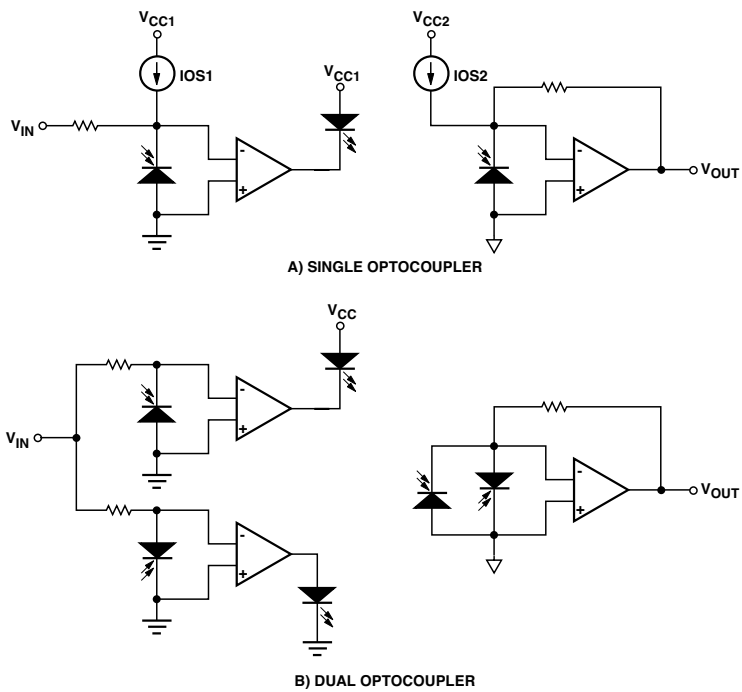 VCC1
IOS1
VIN
-
+
VCC1
VCC2
IOS2
-
+
VOUT
A) SINGLE OPTOCOUPLER
VCC
VIN
-
+
-
+
-
+
VOUT
B) DUAL OPTOCOUPLER